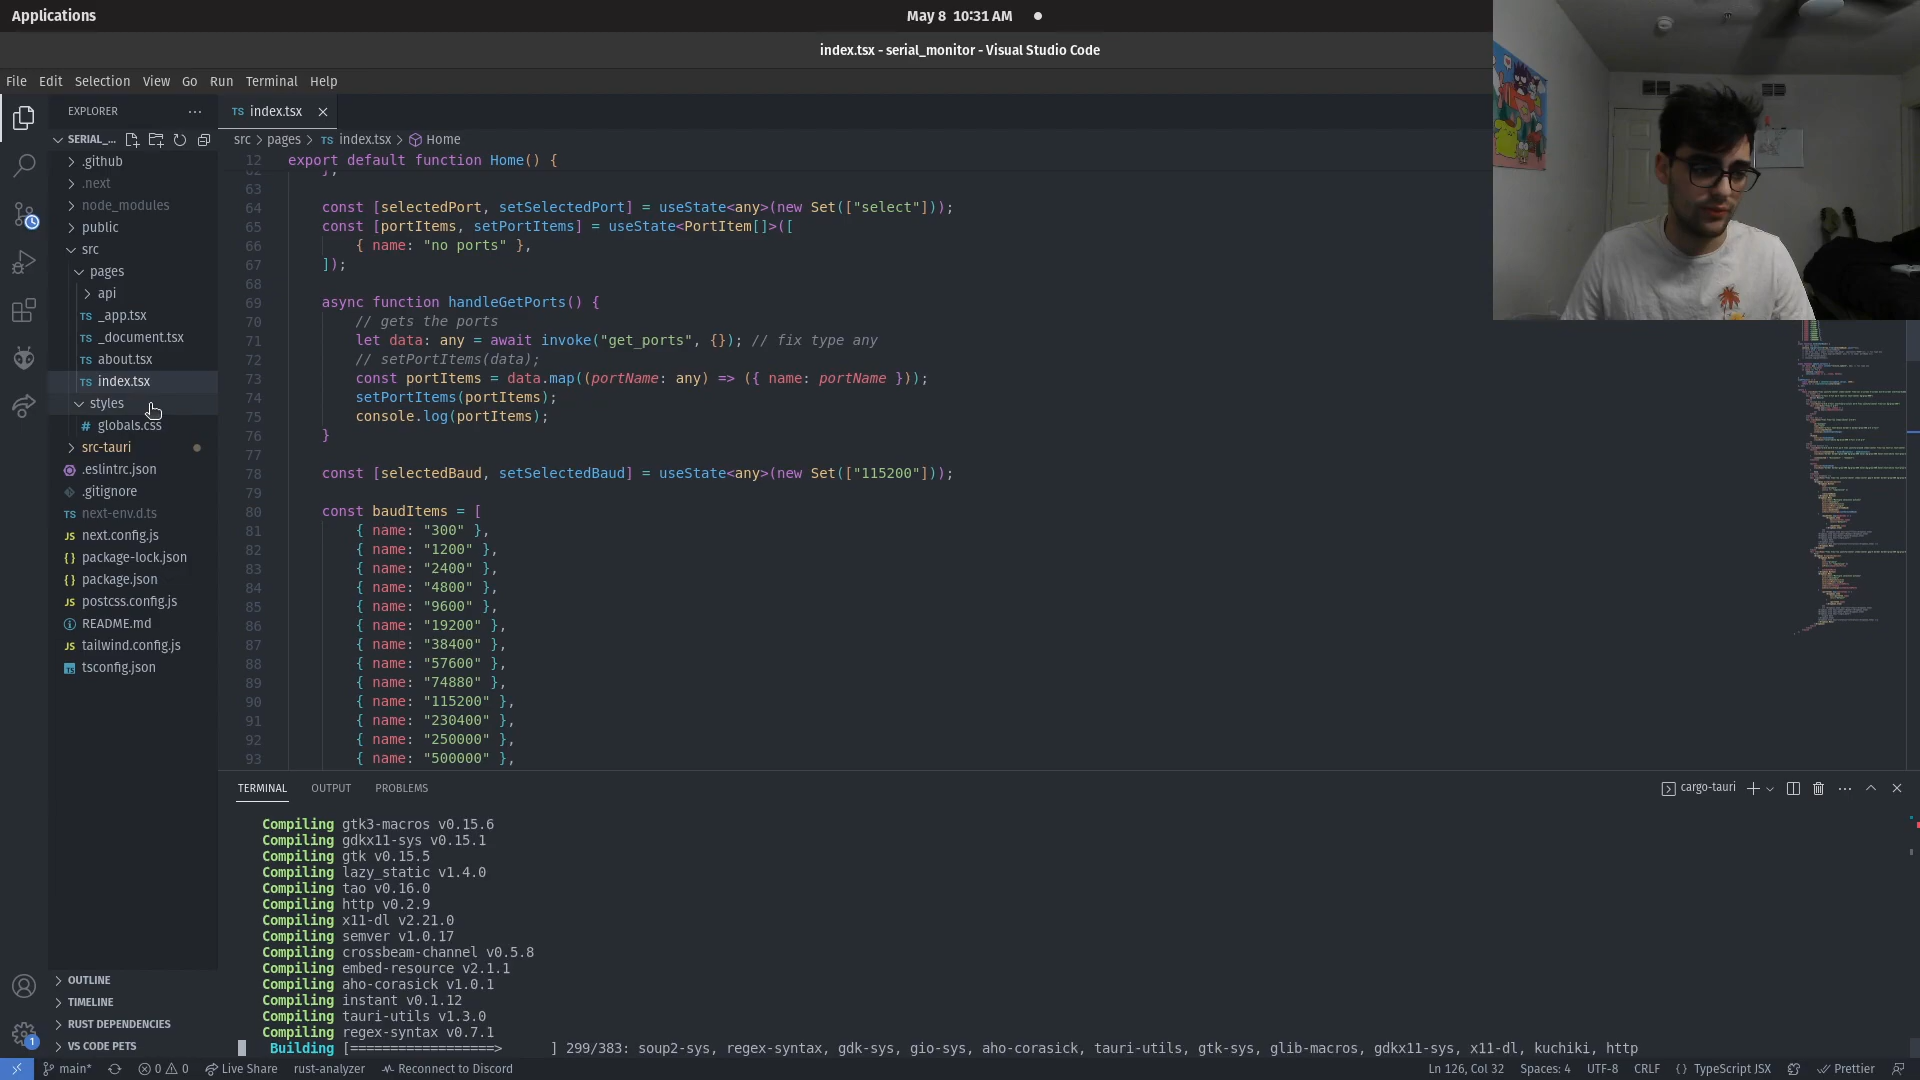 Applications
May 8 10:31 AM
index.tsx - serial_monitor - Visual Studio Code
File Edit Selection View Go Run Terminal Help
EXPLORER
SERIAL_...
.github
.next
node_modules
public
src
pages
api
_app.tsx
_document.tsx
about.tsx
index.tsx
styles
globals.css
src-tauri
.eslintrc.json
.gitignore
next-env.d.ts
next.config.js
package-lock.json
package.json
postcss.config.js
README.md
tailwind.config.js
tsconfig.json
OUTLINE
TIMELINE
RUST DEPENDENCIES
VS CODE PETS
TS index.tsx
src > pages > TS index.tsx > Home
12 export default function Home() {
62 };
63
64 const [selectedPort, setSelectedPort] = useState<any>(new Set(["select"]));
65 const [portItems, setPortItems] = useState<PortItem[]>([
66 { name: "no ports" },
67 ]);
68
69 async function handleGetPorts() {
70 // gets the ports
71 let data: any = await invoke("get_ports", {}); // fix type any
72 // setPortItems(data);
73 const portItems = data.map((portName: any) => ({ name: portName }));
74 setPortItems(portItems);
75 console.log(portItems);
76 }
77
78 const [selectedBaud, setSelectedBaud] = useState<any>(new Set(["115200"]));
79
80 const baudItems = [
81 { name: "300" },
82 { name: "1200" },
83 { name: "2400" },
84 { name: "4800" },
85 { name: "9600" },
86 { name: "19200" },
87 { name: "38400" },
88 { name: "57600" },
89 { name: "74880" },
90 { name: "115200" },
91 { name: "230400" },
92 { name: "250000" },
93 { name: "500000" },
TERMINAL OUTPUT PROBLEMS
cargo-tauri
Compiling gtk3-macros v0.15.6
Compiling gdkx11-sys v0.15.1
Compiling gtk v0.15.5
Compiling lazy_static v1.4.0
Compiling tao v0.16.0
Compiling http v0.2.9
Compiling x11-dl v2.21.0
Compiling semver v1.0.17
Compiling crossbeam-channel v0.5.8
Compiling embed-resource v2.1.1
Compiling aho-corasick v1.0.1
Compiling instant v0.1.12
Compiling tauri-utils v1.3.0
Compiling regex-syntax v0.7.1
Building [==================> ] 299/383: soup2-sys, regex-syntax, gdk-sys, gio-sys, aho-corasick, tauri-utils, gtk-sys, glib-macros, gdkx11-sys, x11-dl, kuchiki, http
main* 0 0 Live Share rust-analyzer Reconnect to Discord Ln 126, Col 32 Spaces: 4 UTF-8 CRLF {} TypeScript JSX Prettier